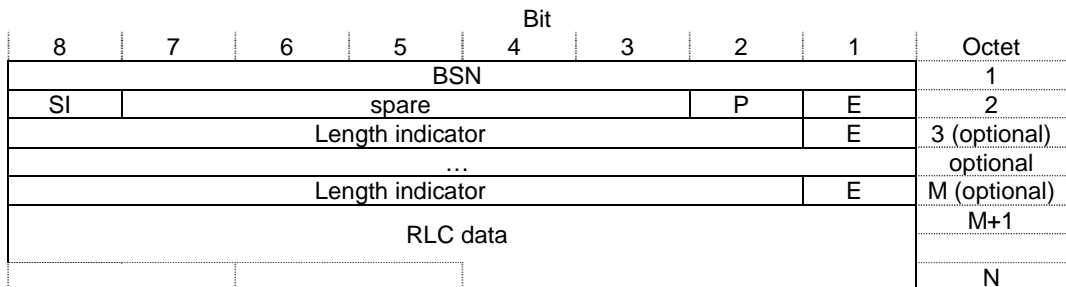 Bit
8 7 6 5 4 3 2 1 Octet
BSN 1
SI spare P E 2
Length indicator E 3 (optional)
… optional
Length indicator E M (optional)
RLC data M+1
N